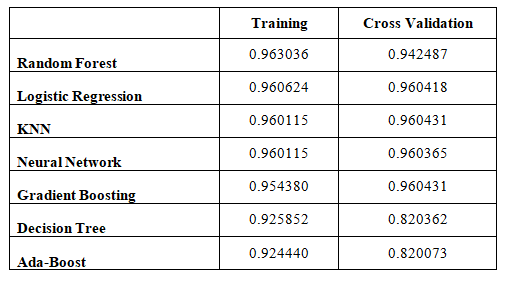 Training Cross Validation
Random Forest 0.963036 0.942487
Logistic Regression 0.960624 0.960418
KNN 0.960115 0.960431
Neural Network 0.960115 0.960365
Gradient Boosting 0.954380 0.960431
Decision Tree 0.925852 0.820362
Ada-Boost 0.924440 0.820073